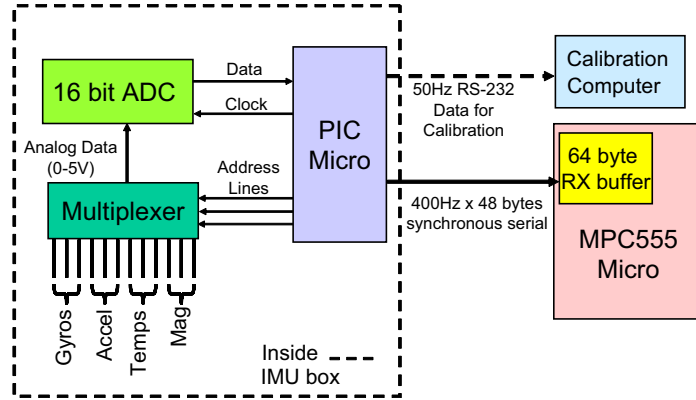 16 bit ADC
Data
Clock
PIC
Micro
50Hz RS-232
Data for
Calibration
Calibration
Computer
Analog Data
(0-5V)
Address
Lines
Multiplexer
64 byte
RX buffer
400Hz x 48 bytes
synchronous serial
MPC555
Micro
Gyros
Accel
Temps
Mag
Inside
IMU box